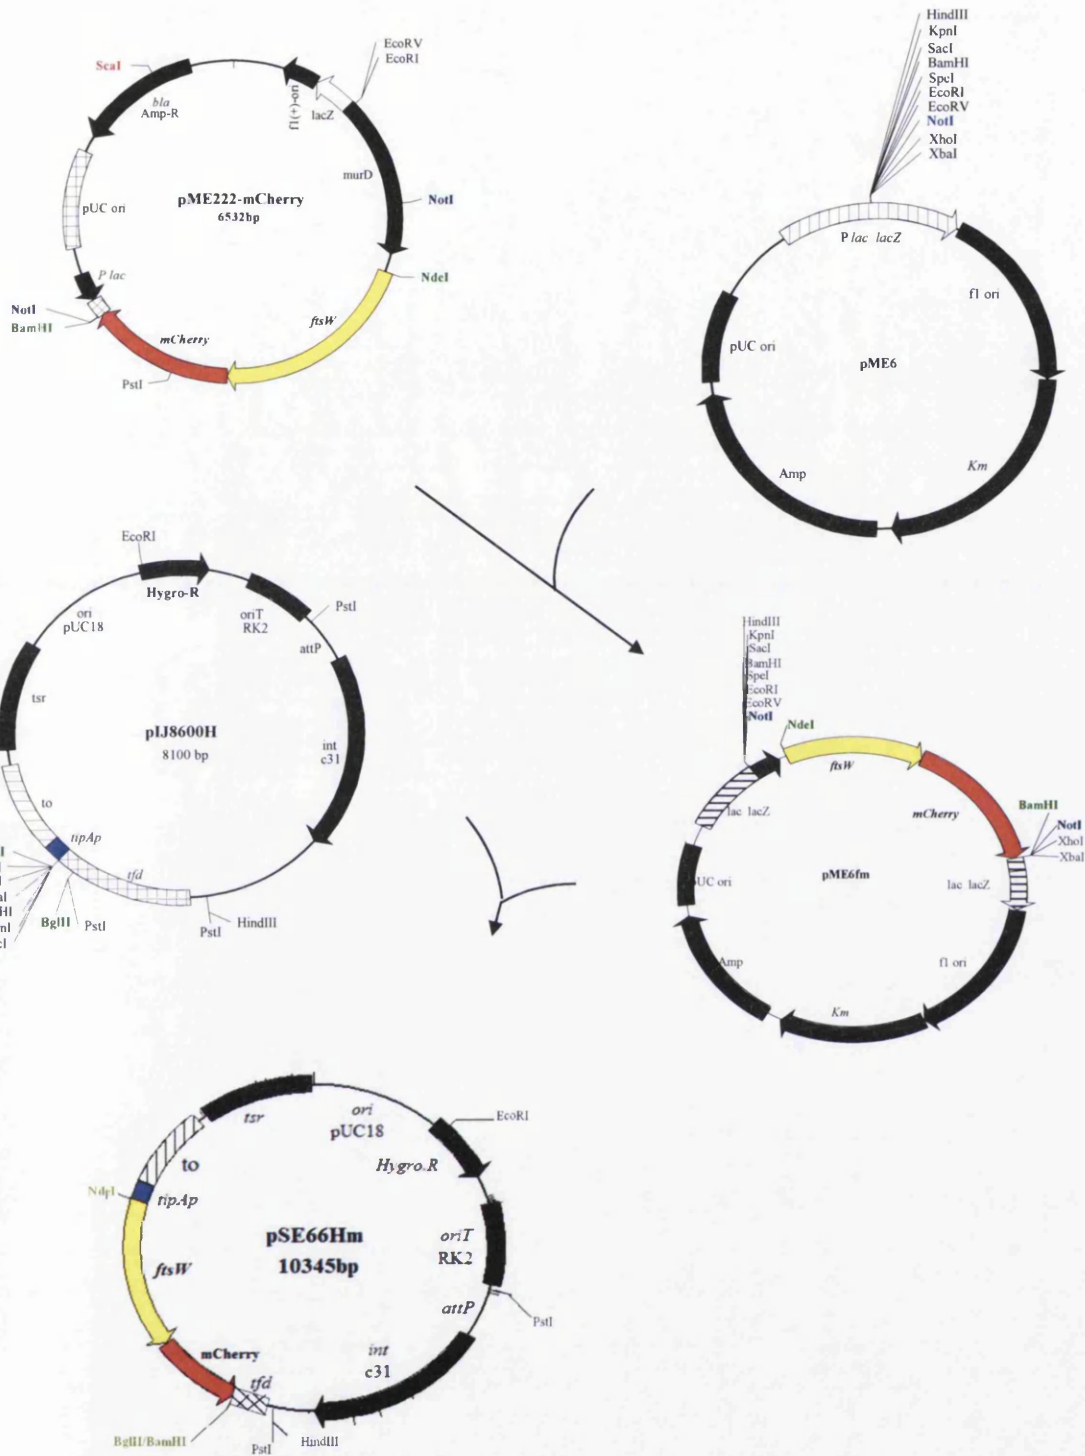 EcoRV
EcoRI
ScaI
bla
Amp-R
f1(+)-ori
lacZ
murD
pUC ori
pME222-mCherry
6532bp
NotI
NdeI
P lac
NotI
BamHI
mCherry
ftsW
PstI
HindIII
KpnI
SacI
BamHI
SpeI
EcoRI
EcoRV
NotI
XhoI
XbaI
P lac lacZ
f1 ori
pUC ori
pME6
Km
Amp
EcoRI
Hygro-R
ori
pUC18
oriT
RK2
PstI
attP
tsr
pIJ8600H
8100 bp
int
c31
to
tipAp
tfd
BglII
PstI
PstI
HindIII
HindIII
KpnI
SacI
BamHI
SpeI
EcoRI
EcoRV
NotI
NdeI
ftsW
mCherry
BamHI
NotI
XhoI
XbaI
lac lacZ
lac lacZ
pUC ori
pME6fm
Amp
f1 ori
Km
tsr
ori
pUC18
EcoRI
Hygro.R
to
NdeI
tipAp
pSE66Hm
10345bp
oriT
RK2
ftsW
attP
PstI
mCherry
int
c31
tfd
BglII/BamHI
PstI
HindIII